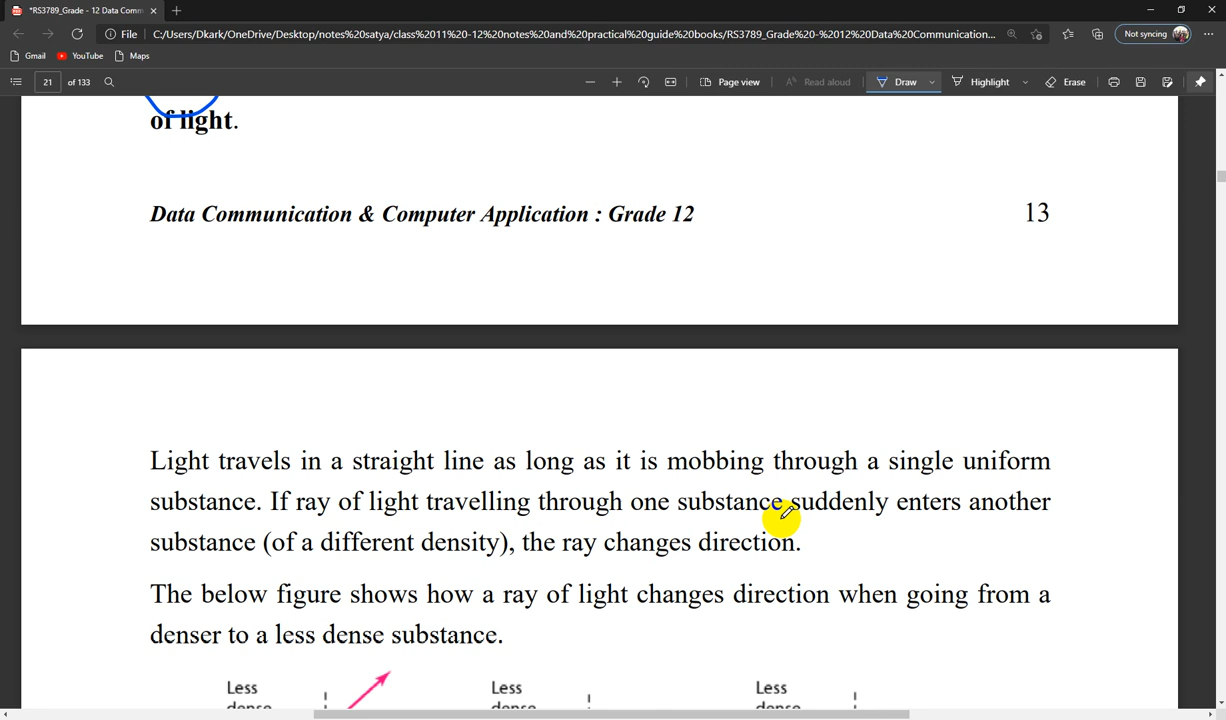 *RS3789_Grade - 12 Data Comm
File
C:/Users/Dkark/OneDrive/Desktop/notes%20satya/class%2011%20-12%20notes%20and%20practical%20guide%20books/RS3789_Grade%20-%2012%20Data%20Communication...
Not syncing
Gmail
YouTube
Maps
21
of 133
Page view
Read aloud
Draw
Highlight
Erase
of light.
Data Communication & Computer Application : Grade 12
13
Light travels in a straight line as long as it is mobbing through a single uniform
substance. If ray of light travelling through one substance suddenly enters another
substance (of a different density), the ray changes direction.
The below figure shows how a ray of light changes direction when going from a
denser to a less dense substance.
Less
Less
Less
dense
dense
dense